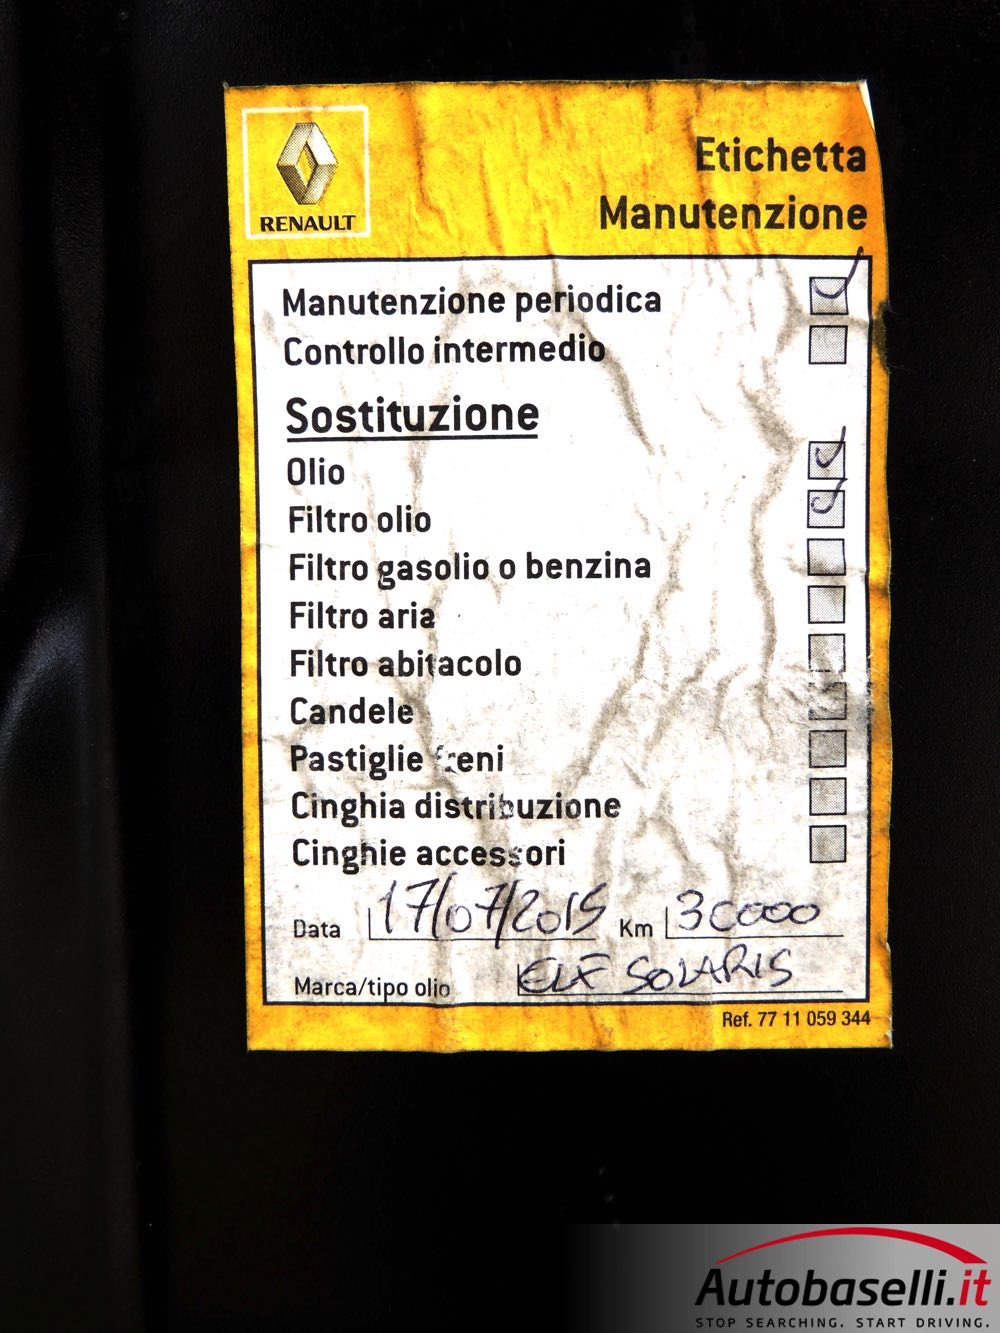 RENAULT
Etichetta
Manutenzione
Manutenzione periodica
Controllo intermedio
Sostituzione
Olio
Filtro olio
Filtro gasolio o benzina
Filtro aria
Filtro abitacolo
Candele
Pastiglie freni
Cinghia distribuzione
Cinghie accessori
Data 17/07/2015 Km 30000
Marca/tipo olio ELF SOLARIS
Ref. 77 11 059 344
Autobaselli.it
STOP SEARCHING. START DRIVING.